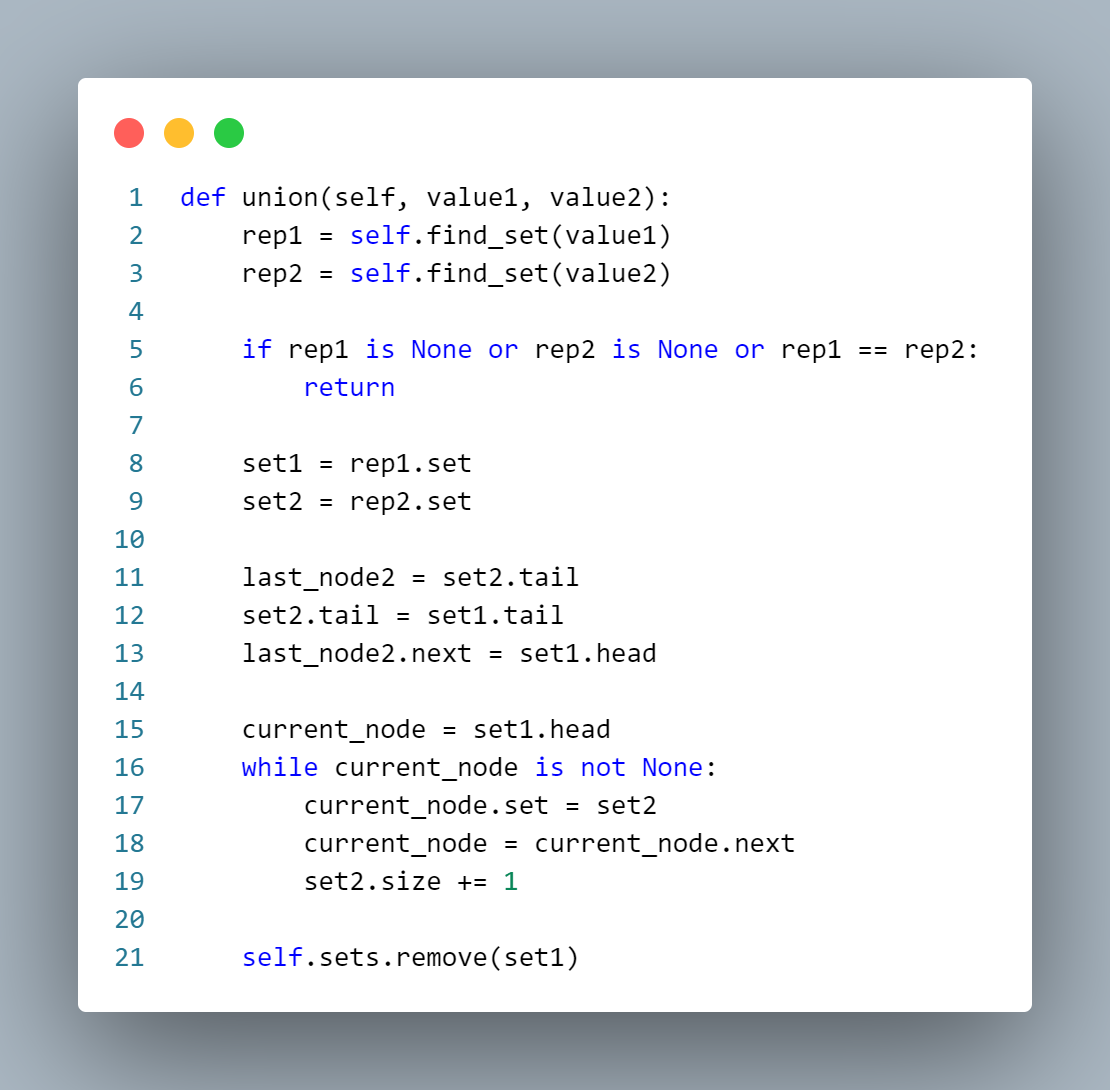 1 def union(self, value1, value2):
2     rep1 = self.find_set(value1)
3     rep2 = self.find_set(value2)
4
5     if rep1 is None or rep2 is None or rep1 == rep2:
6         return
7
8     set1 = rep1.set
9     set2 = rep2.set
10
11     last_node2 = set2.tail
12     set2.tail = set1.tail
13     last_node2.next = set1.head
14
15     current_node = set1.head
16     while current_node is not None:
17         current_node.set = set2
18         current_node = current_node.next
19         set2.size += 1
20
21     self.sets.remove(set1)